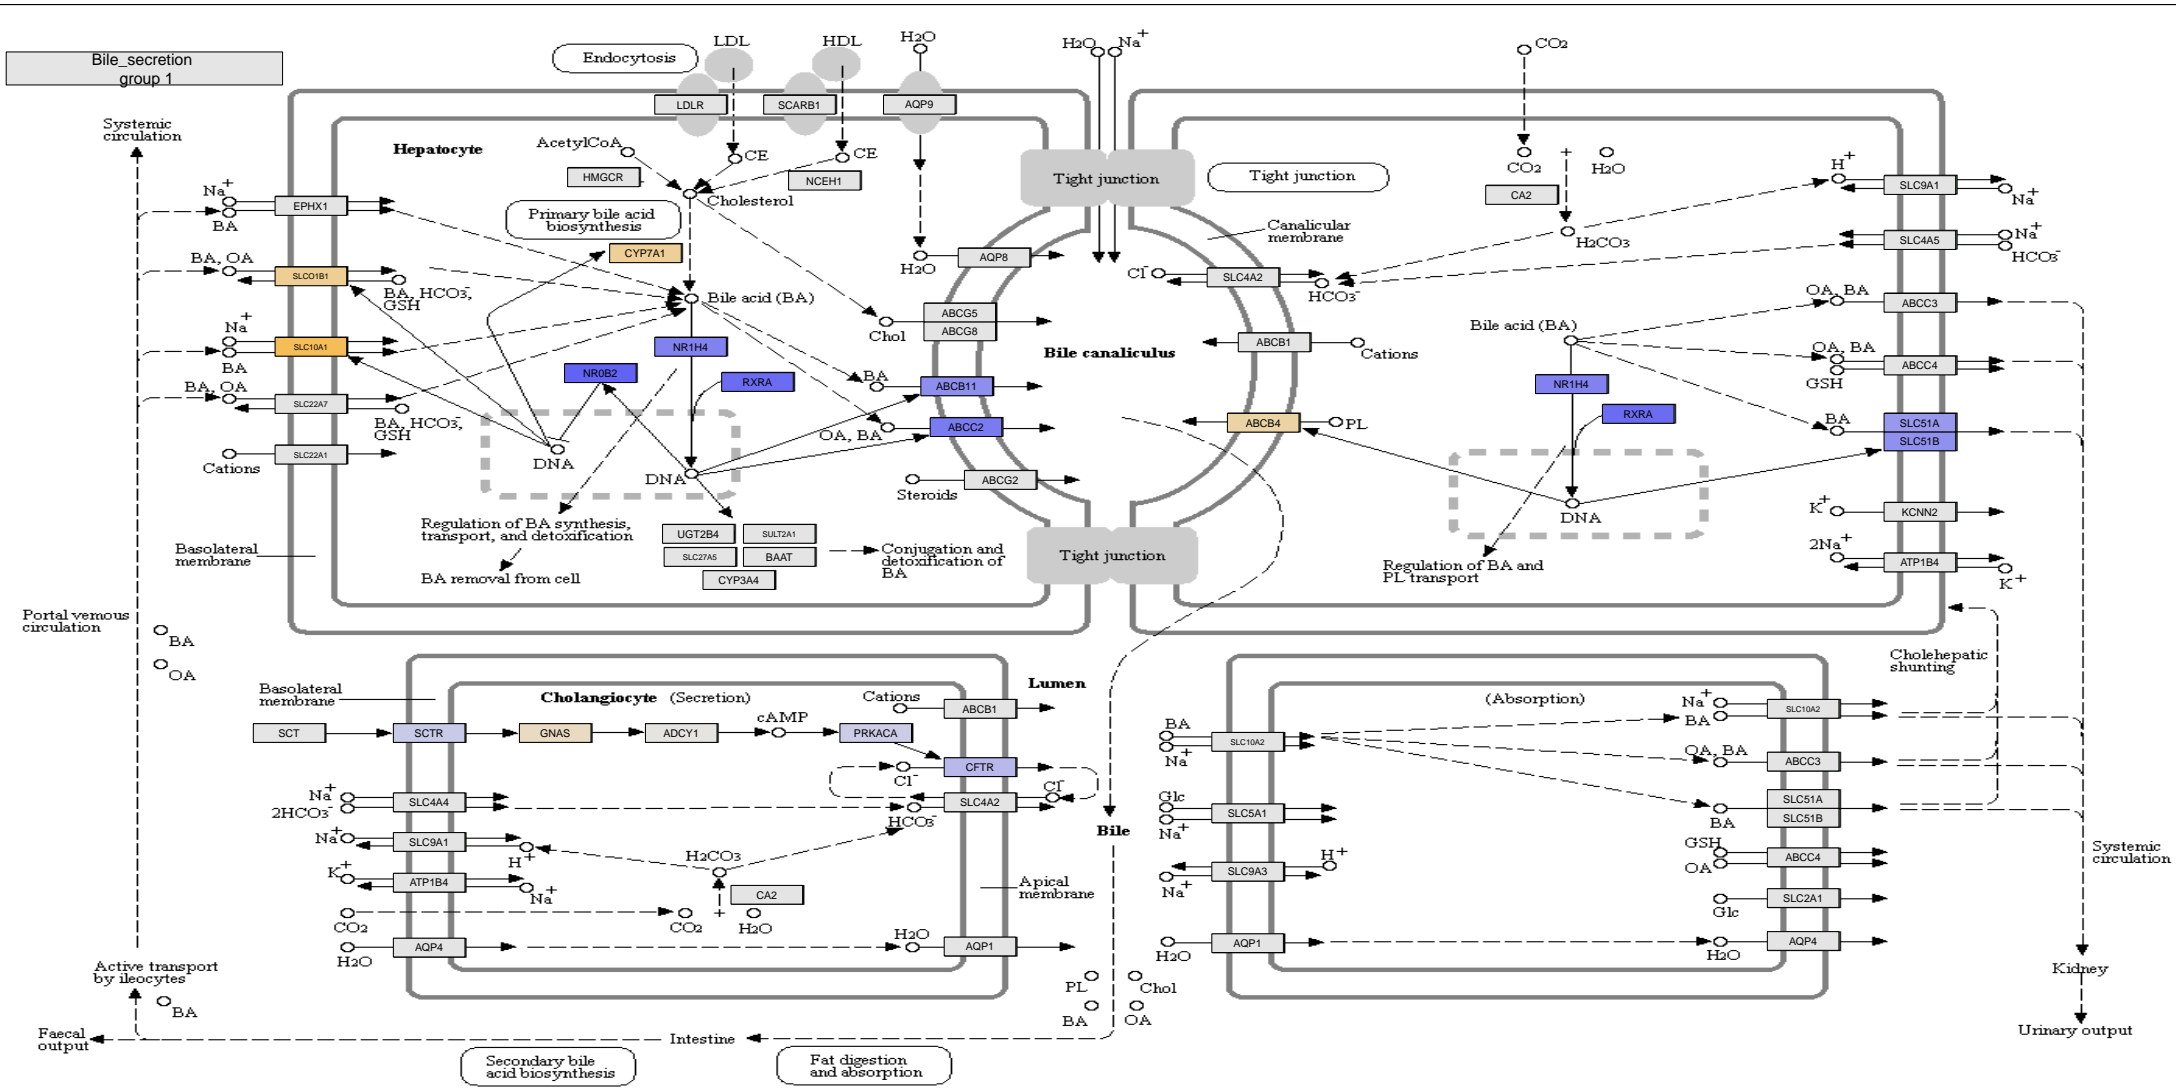 Bile_secretion
group 1
Endocytosis
LDL
HDL
H2O
H2O
Na+
CO2
LDLR
SCARB1
AQP9
Systemic
circulation
Hepatocyte
AcetylCoA
CE
CE
HMGCR
NCEH1
Cholesterol
Tight junction
Tight junction
CO2
+
H2O
CA2
H2CO3
H+
SLC9A1
Na+
Na+
EPHX1
BA
Primary bile acid
biosynthesis
CYP7A1
H2O
AQP8
Canalicular
membrane
SLC4A5
Na+
HCO3-
BA, OA
SLCO1B1
BA, HCO3-,
GSH
Bile acid (BA)
Cl-
SLC4A2
HCO3-
Chol
ABCG5
ABCG8
OA, BA
ABCC3
Na+
SLC10A1
BA
NR1H4
Bile canaliculus
ABCB1
Cations
Bile acid (BA)
OA, BA
ABCC4
GSH
NR0B2
RXRA
BA
ABCB11
NR1H4
RXRA
BA, OA
SLC22A7
BA, HCO3-,
GSH
OA, BA
ABCC2
ABCB4
PL
BA
SLC51A
SLC51B
Cations
SLC22A1
DNA
DNA
Steroids
ABCG2
DNA
K+
KCNN2
Regulation of BA synthesis,
transport, and detoxification
BA removal from cell
UGT2B4
SULT2A1
SLC27A5
BAAT
CYP3A4
Conjugation and
detoxification of
BA
Tight junction
Regulation of BA and
PL transport
2Na+
ATP1B4
K+
Basolateral
membrane
Portal venous
circulation
BA
OA
Basolateral
membrane
Cholangiocyte (Secretion)
Lumen
Cations
ABCB1
SCT
SCTR
GNAS
ADCY1
cAMP
PRKACA
Cl-
CFTR
Na+
2HCO3-
SLC4A4
HCO3-
SLC4A2
Cl-
Na+
SLC9A1
H+
H2CO3
K+
ATP1B4
Na+
CA2
CO2
CO2
+
H2O
Apical
membrane
H2O
AQP4
H2O
AQP1
Bile
(Absorption)
Cholehepatic
shunting
BA
Na+
SLC10A2
Na+
BA
SLC10A2
OA, BA
ABCC3
Glc
Na+
SLC5A1
BA
SLC51A
SLC51B
Na+
SLC9A3
H+
GSH
OA
ABCC4
Glc
SLC2A1
H2O
AQP1
H2O
AQP4
Systemic
circulation
Kidney
Urinary output
Active transport
by ileocytes
BA
PL
Chol
BA
OA
Faecal
output
Intestine
Secondary bile
acid biosynthesis
Fat digestion
and absorption